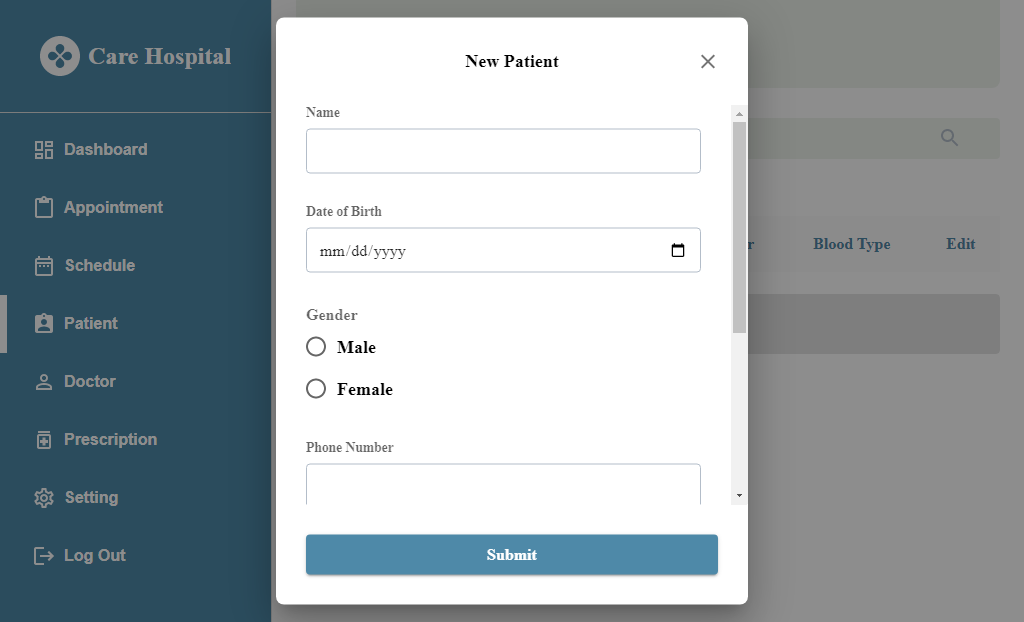 Care Hospital
Dashboard
Appointment
Schedule
Patient
Doctor
Prescription
Setting
Log Out
New Patient
Name
Date of Birth
mm/dd/yyyy
Gender
Male
Female
Phone Number
Submit
Blood Type
Edit